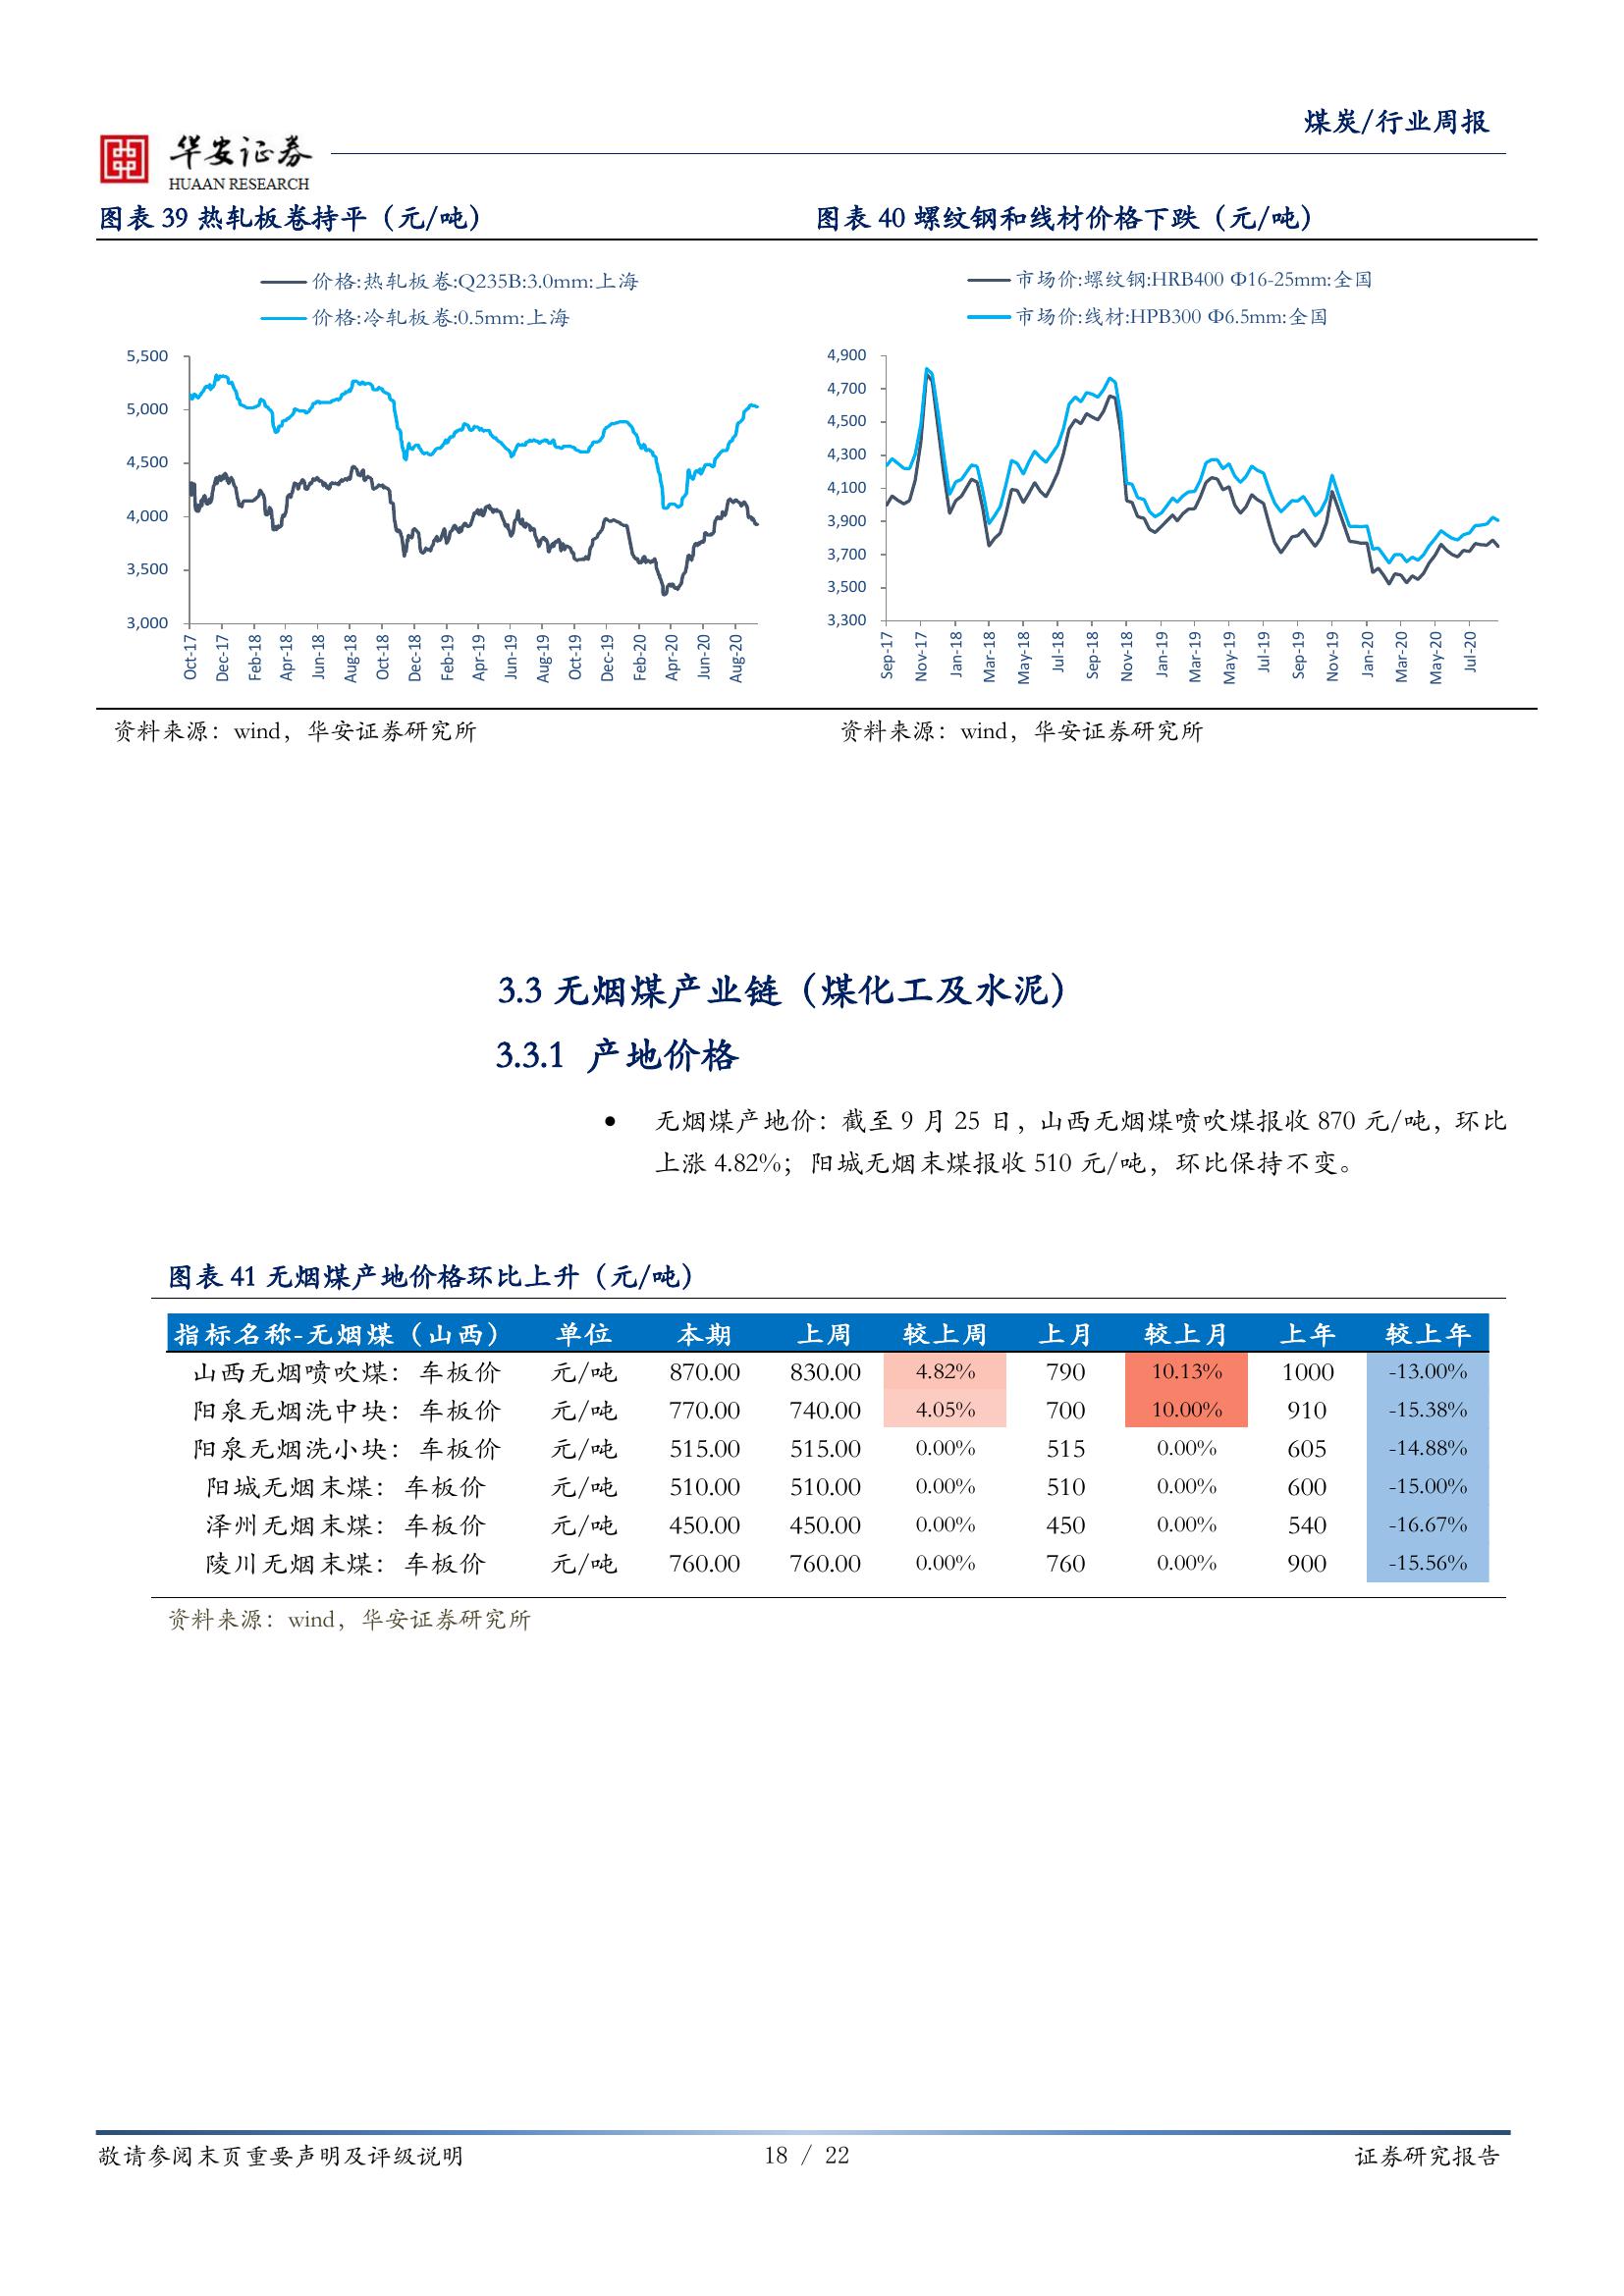 煤炭/行业周报
华安证券
HUAAN RESEARCH
图表 39 热轧板卷持平（元/吨）
图表 40 螺纹钢和线材价格下跌（元/吨）
价格:热轧板卷:Q235B:3.0mm:上海
价格:冷轧板卷:0.5mm:上海
5,500
5,000
4,500
4,000
3,500
3,000
Oct-17 Dec-17 Feb-18 Apr-18 Jun-18 Aug-18 Oct-18 Dec-18 Feb-19 Apr-19 Jun-19 Aug-19 Oct-19 Dec-19 Feb-20 Apr-20 Jun-20 Aug-20
市场价:螺纹钢:HRB400 Φ16-25mm:全国
市场价:线材:HPB300 Φ6.5mm:全国
4,900
4,700
4,500
4,300
4,100
3,900
3,700
3,500
3,300
Sep-17 Nov-17 Jan-18 Mar-18 May-18 Jul-18 Sep-18 Nov-18 Jan-19 Mar-19 May-19 Jul-19 Sep-19 Nov-19 Jan-20 Mar-20 May-20 Jul-20
资料来源：wind，华安证券研究所
资料来源：wind，华安证券研究所
3.3 无烟煤产业链（煤化工及水泥）
3.3.1 产地价格
• 无烟煤产地价：截至 9 月 25 日，山西无烟煤喷吹煤报收 870 元/吨，环比
上涨 4.82%；阳城无烟末煤报收 510 元/吨，环比保持不变。
图表 41 无烟煤产地价格环比上升（元/吨）
指标名称-无烟煤（山西） 单位 本期 上周 较上周 上月 较上月 上年 较上年
山西无烟喷吹煤：车板价 元/吨 870.00 830.00 4.82% 790 10.13% 1000 -13.00%
阳泉无烟洗中块：车板价 元/吨 770.00 740.00 4.05% 700 10.00% 910 -15.38%
阳泉无烟洗小块：车板价 元/吨 515.00 515.00 0.00% 515 0.00% 605 -14.88%
阳城无烟末煤：车板价 元/吨 510.00 510.00 0.00% 510 0.00% 600 -15.00%
泽州无烟末煤：车板价 元/吨 450.00 450.00 0.00% 450 0.00% 540 -16.67%
陵川无烟末煤：车板价 元/吨 760.00 760.00 0.00% 760 0.00% 900 -15.56%
资料来源：wind，华安证券研究所
敬请参阅末页重要声明及评级说明
18 / 22
证券研究报告